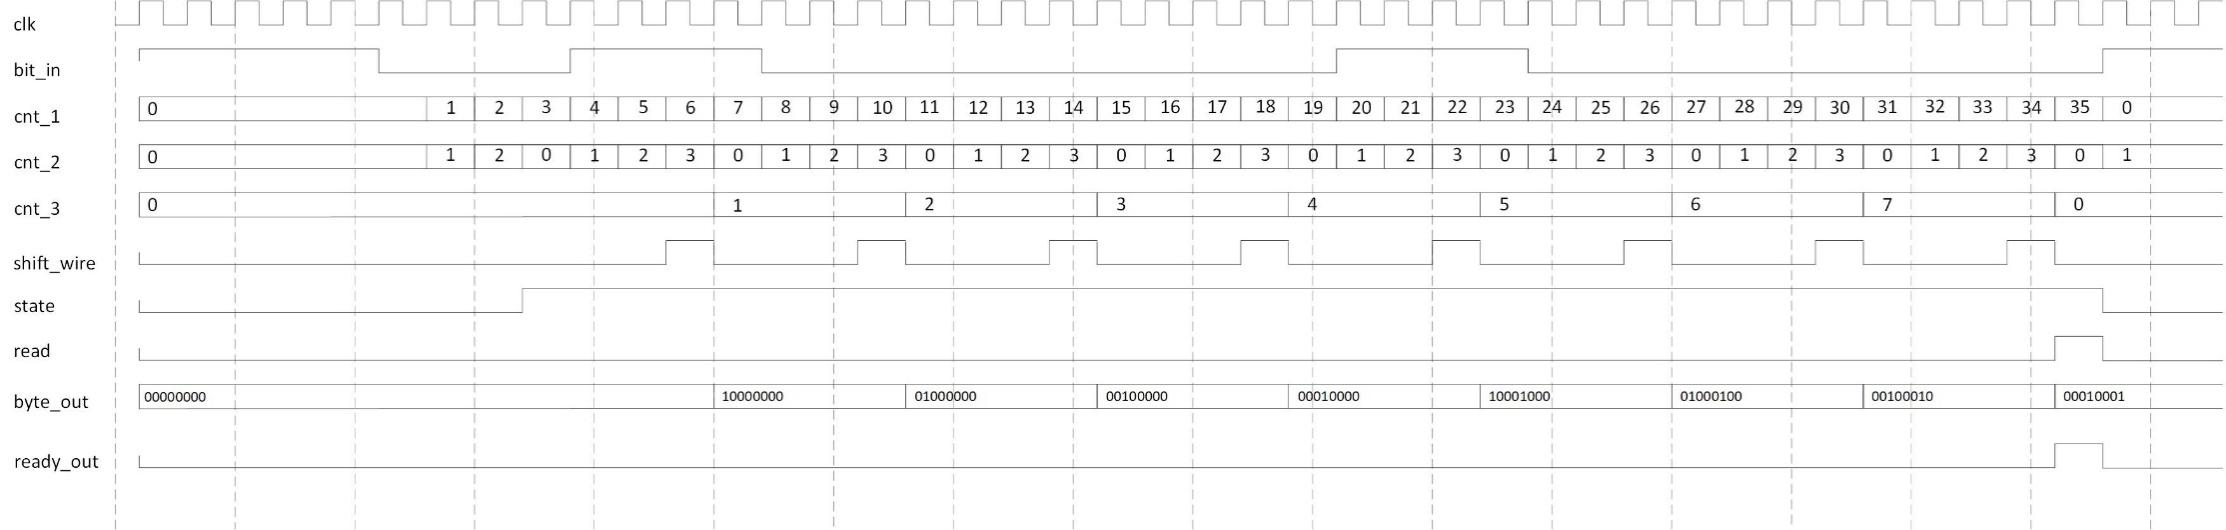 clk
bit_in
cnt_1 0 1 2 3 4 5 6 7 8 9 10 11 12 13 14 15 16 17 18 19 20 21 22 23 24 25 26 27 28 29 30 31 32 33 34 35 0
cnt_2 0 1 2 0 1 2 3 0 1 2 3 0 1 2 3 0 1 2 3 0 1 2 3 0 1 2 3 0 1 2 3 0 1 2 3 0 1
cnt_3 0 1 2 3 4 5 6 7 0
shift_wire
state
read
byte_out 00000000 10000000 01000000 00100000 00010000 10001000 01000100 00100010 00010001
ready_out